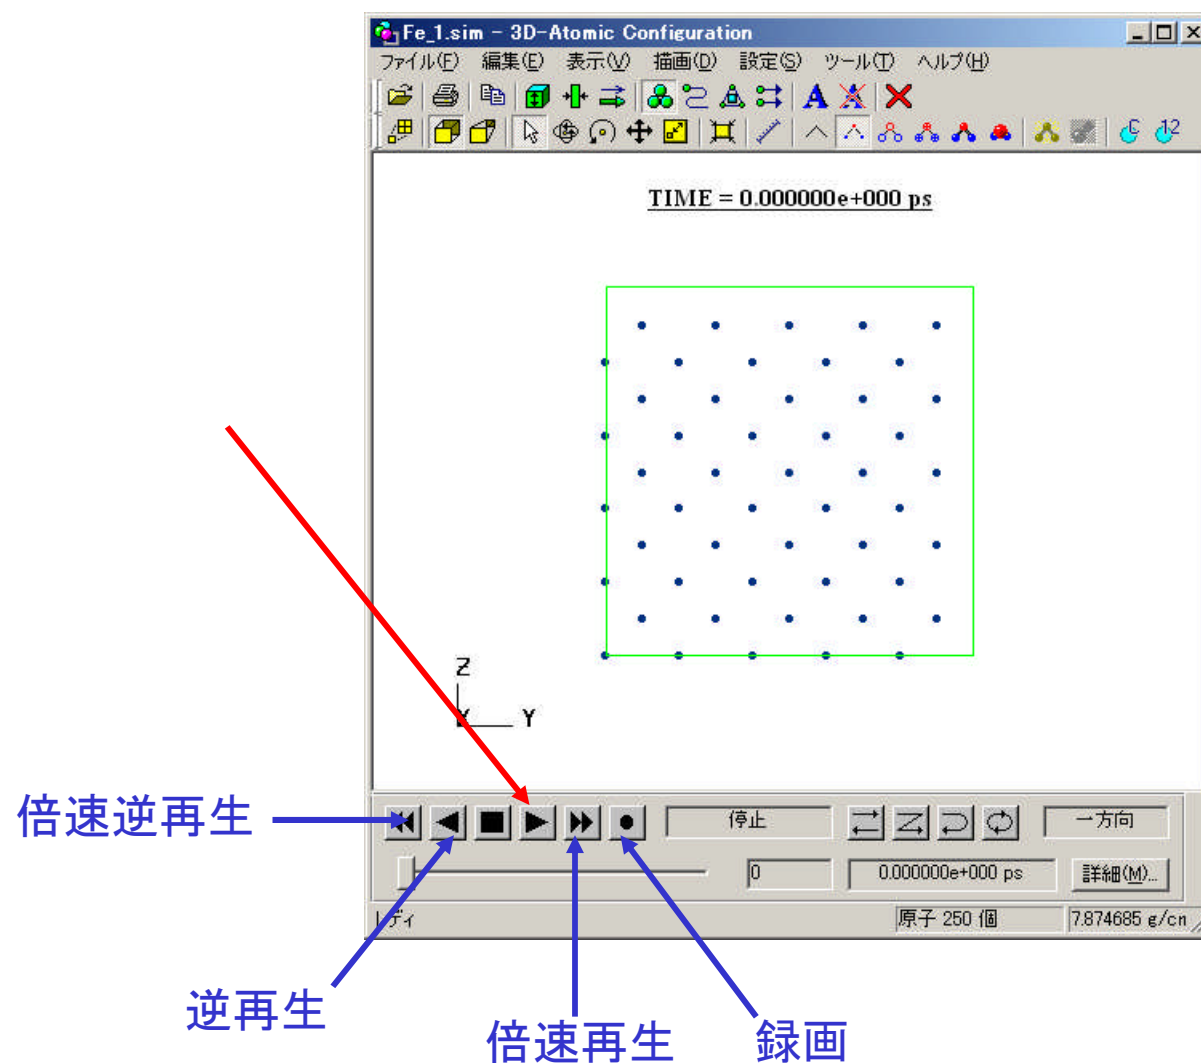 Fe_1.sim - 3D-Atomic Configuration
ファイル(F) 編集(E) 表示(V) 描画(D) 設定(S) ツール(T) ヘルプ(H)
TIME = 0.000000e+000 ps
Z
X Y
倍速逆再生
停止 一方向
0 0.000000e+000 ps 詳細(M)...
レディ 原子 250 個 7.874685 g/cm
逆再生
倍速再生 録画